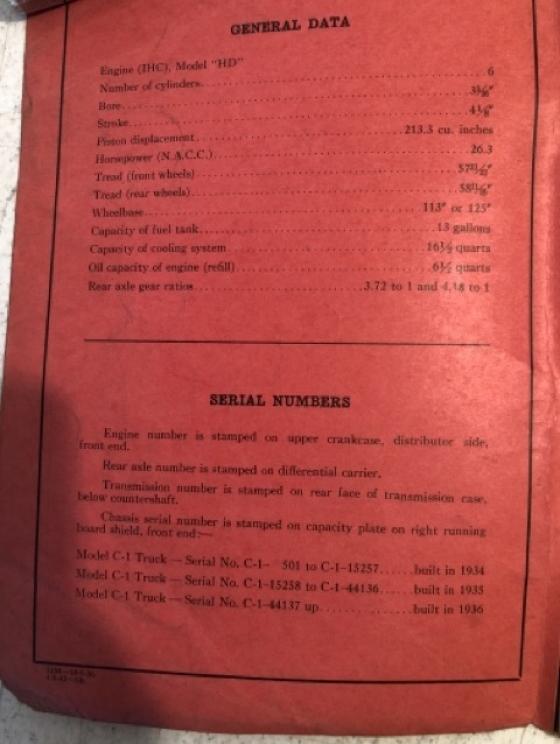 GENERAL DATA
Engine (IHC), Model "HD"
Number of cylinders........................................6
Bore........................................3 5/16"
Stroke........................................4 1/8"
Piston displacement........................................213.3 cu. inches
Horsepower (N.A.C.C.)........................................26.3
Tread (front wheels)........................................
Tread (rear wheels)........................................58 11/16"
Wheelbase........................................113" or 125"
Capacity of fuel tank........................................13 gallons
Capacity of cooling system........................................16½ quarts
Oil capacity of engine (refill)........................................6½ quarts
Rear axle gear ratios........................................3.72 to 1 and 4.18 to 1
SERIAL NUMBERS
Engine number is stamped on upper crankcase, distributor side,
front end.
Rear axle number is stamped on differential carrier.
Transmission number is stamped on rear face of transmission case,
below countershaft.
Chassis serial number is stamped on capacity plate on right running
board shield, front end:—
Model C-1 Truck — Serial No. C-1- 501 to C-1-15257......built in 1934
Model C-1 Truck — Serial No. C-1-15258 to C-1-44136......built in 1935
Model C-1 Truck — Serial No. C-1-44137 up................built in 1936